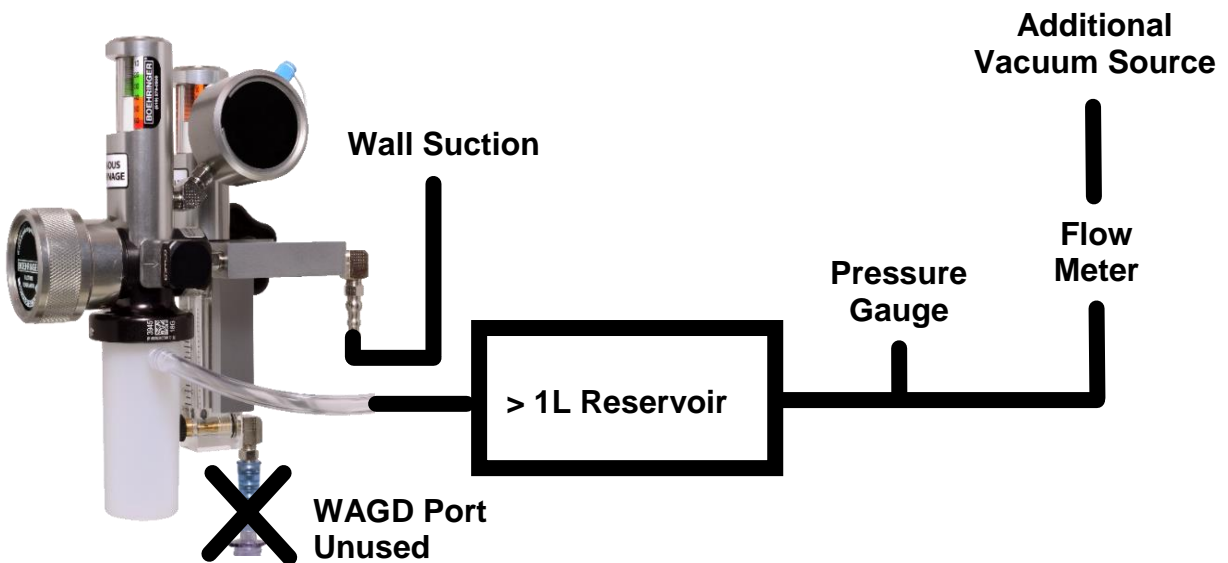 Additional
Vacuum Source
Wall Suction
Flow
Meter
Pressure
Gauge
> 1L Reservoir
WAGD Port
Unused
BOEHRINGER